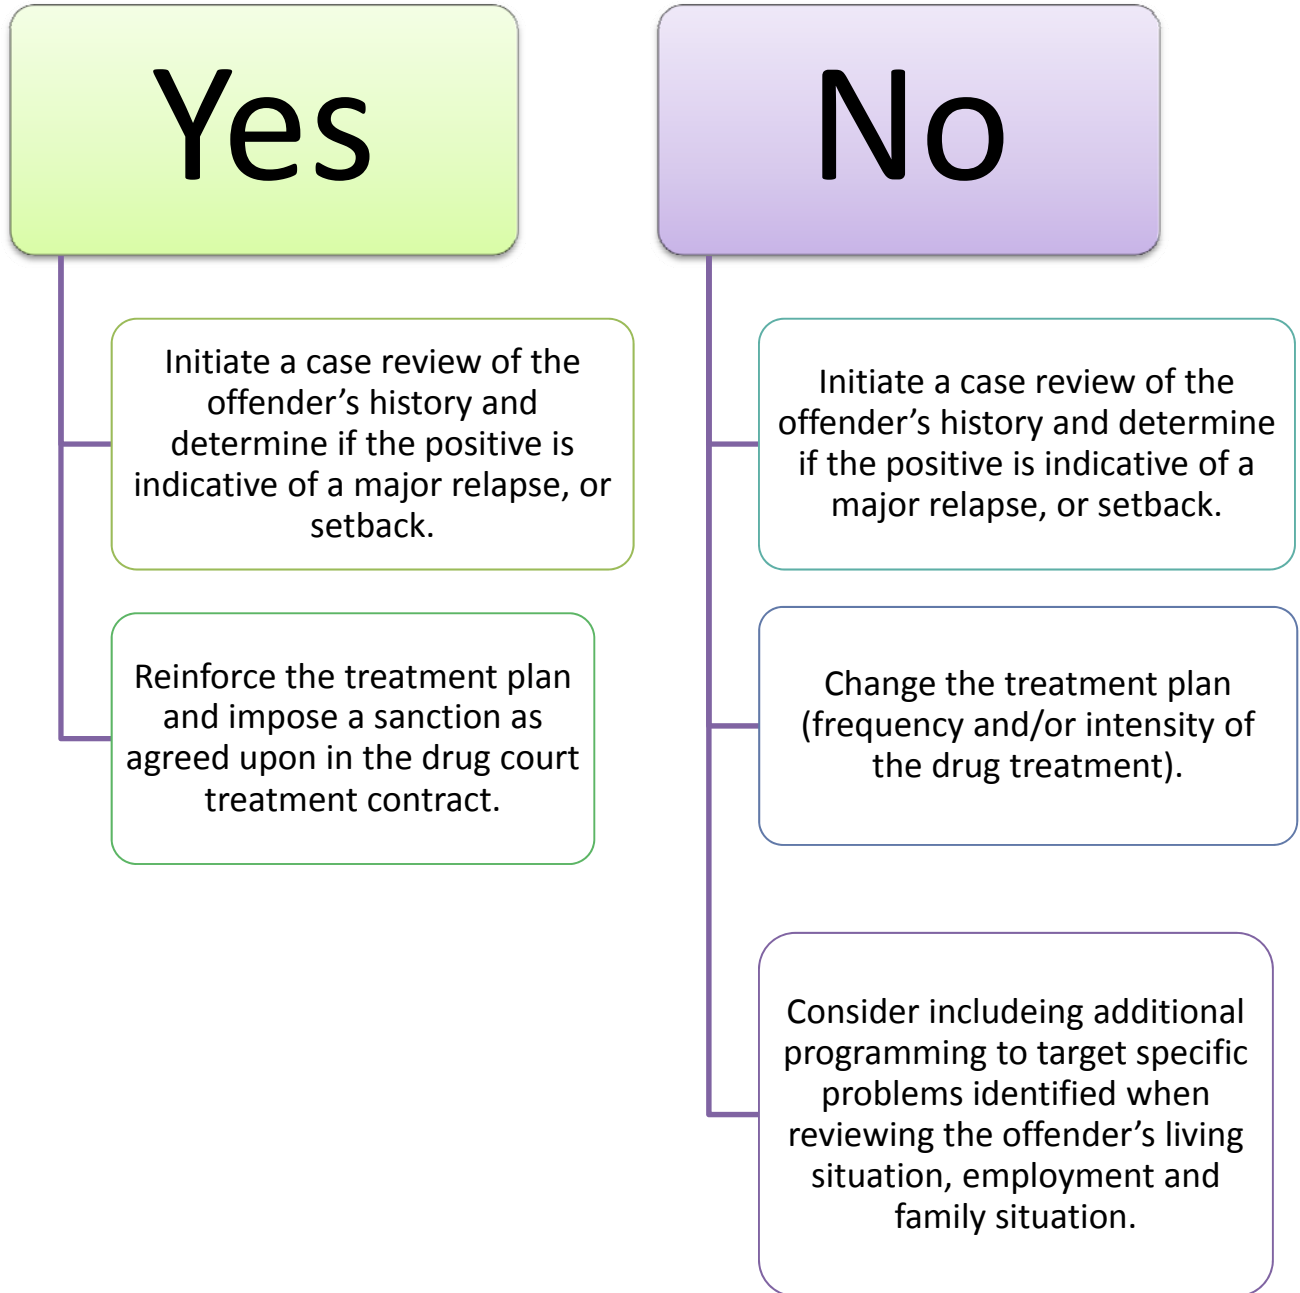 Yes
Initiate a case review of the
offender’s history and
determine if the positive is
indicative of a major relapse, or
setback.
Reinforce the treatment plan
and impose a sanction as
agreed upon in the drug court
treatment contract.
No
Initiate a case review of the
offender’s history and determine
if the positive is indicative of a
major relapse, or setback.
Change the treatment plan
(frequency and/or intensity of
the drug treatment).
Consider includeing additional
programming to target specific
problems identified when
reviewing the offender’s living
situation, employment and
family situation.